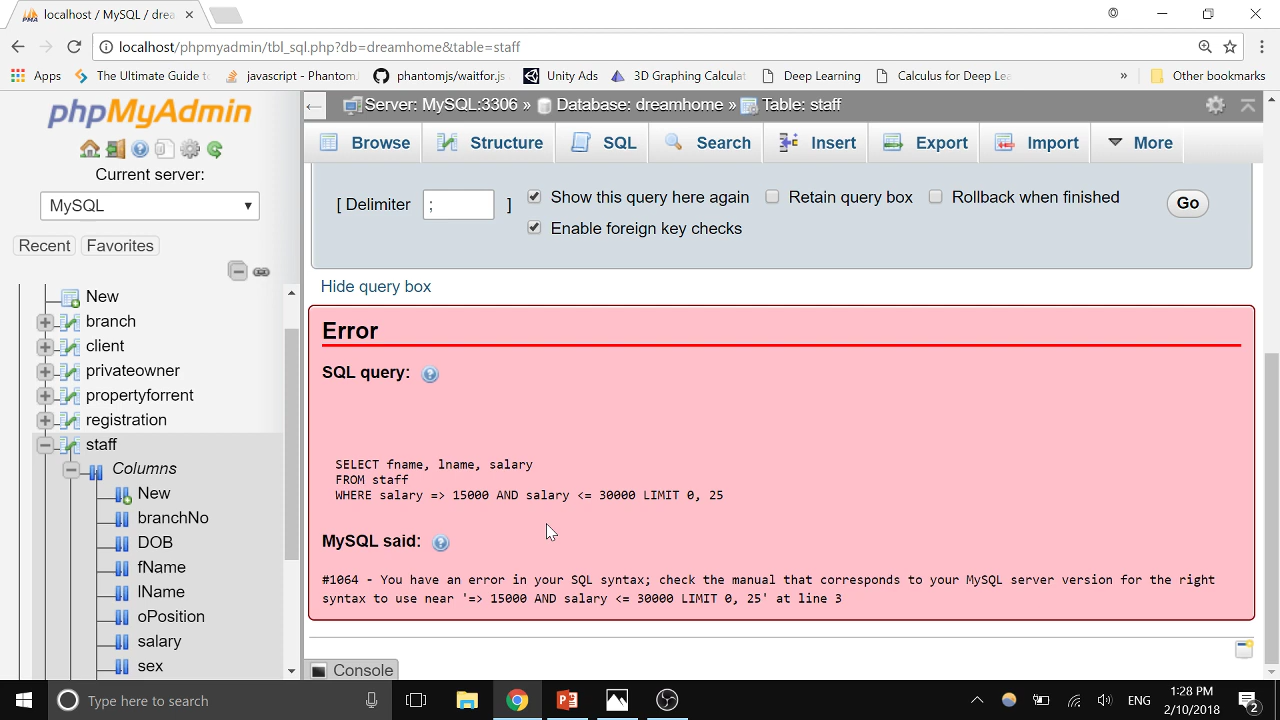 localhost / MySQL / drea
localhost/phpmyadmin/tbl_sql.php?db=dreamhome&table=staff
Apps
The Ultimate Guide to
javascript - Phantom.
phantomjs/waitfor.js
Unity Ads
3D Graphing Calculat
Deep Learning
Calculus for Deep Le
»
Other bookmarks
phpMyAdmin
Current server:
MySQL
Recent
Favorites
New
branch
client
privateowner
propertyforrent
registration
staff
Columns
New
branchNo
DOB
fName
lName
oPosition
salary
sex
Server: MySQL:3306 » Database: dreamhome » Table: staff
Browse
Structure
SQL
Search
Insert
Export
Import
More
[ Delimiter ; ]
Show this query here again
Retain query box
Rollback when finished
Go
Enable foreign key checks
Hide query box
Error
SQL query:
SELECT fname, lname, salary
FROM staff
WHERE salary => 15000 AND salary <= 30000 LIMIT 0, 25
MySQL said:
#1064 - You have an error in your SQL syntax; check the manual that corresponds to your MySQL server version for the right
syntax to use near '=> 15000 AND salary <= 30000 LIMIT 0, 25' at line 3
Console
Type here to search
ENG
1:28 PM
2/10/2018
2